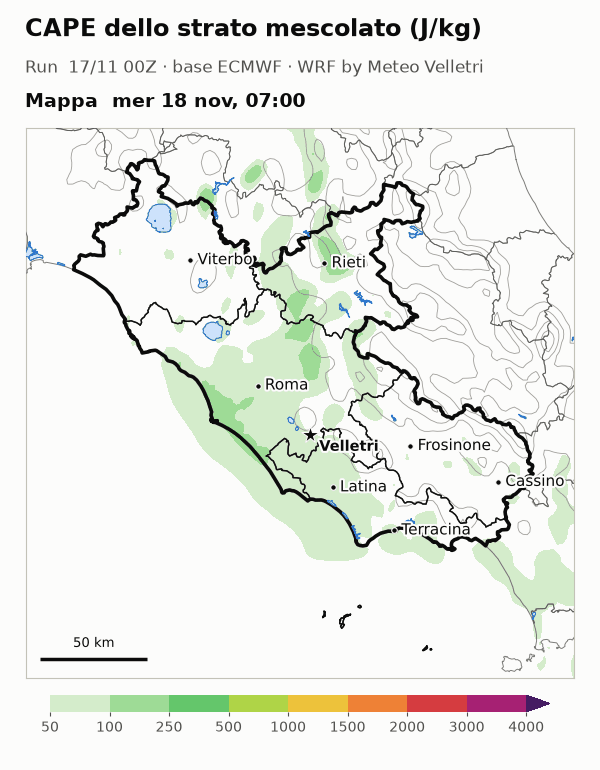 CAPE dello strato mescolato (J/kg)
Run  17/11 00Z · base ECMWF · WRF by Meteo Velletri
Mappa  mer 18 nov, 07:00
Viterbo
Rieti
Roma
Velletri
Frosinone
Latina
Cassino
Terracina
50 km
50 100 250 500 1000 1500 2000 3000 4000